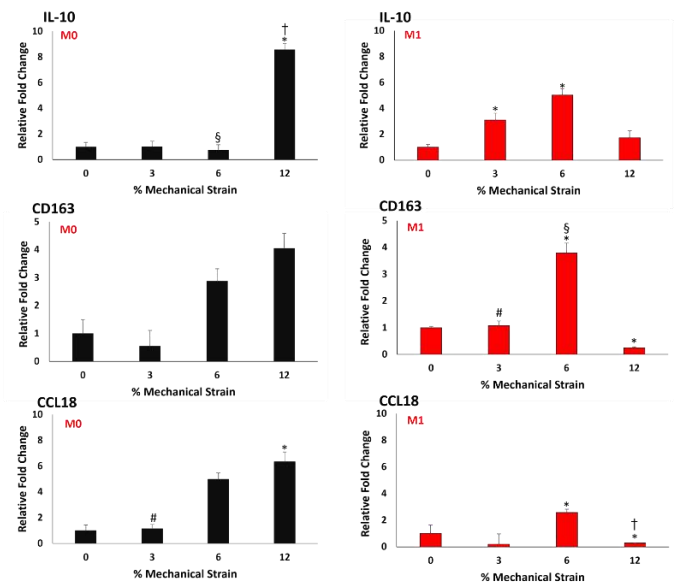 IL-10
M0
Relative Fold Change
10
8
6
4
2
0
†
*
§
0 3 6 12
% Mechanical Strain
IL-10
M1
Relative Fold Change
10
8
6
4
2
0
*
*
0 3 6 12
% Mechanical Strain
CD163
M0
Relative Fold Change
5
4
3
2
1
0
0 3 6 12
% Mechanical Strain
CD163
M1
Relative Fold Change
5
4
3
2
1
0
#
§
*
*
0 3 6 12
% Mechanical Strain
CCL18
M0
Relative Fold Change
10
8
6
4
2
0
#
*
0 3 6 12
% Mechanical Strain
CCL18
M1
Relative Fold Change
10
8
6
4
2
0
*
†
*
0 3 6 12
% Mechanical Strain